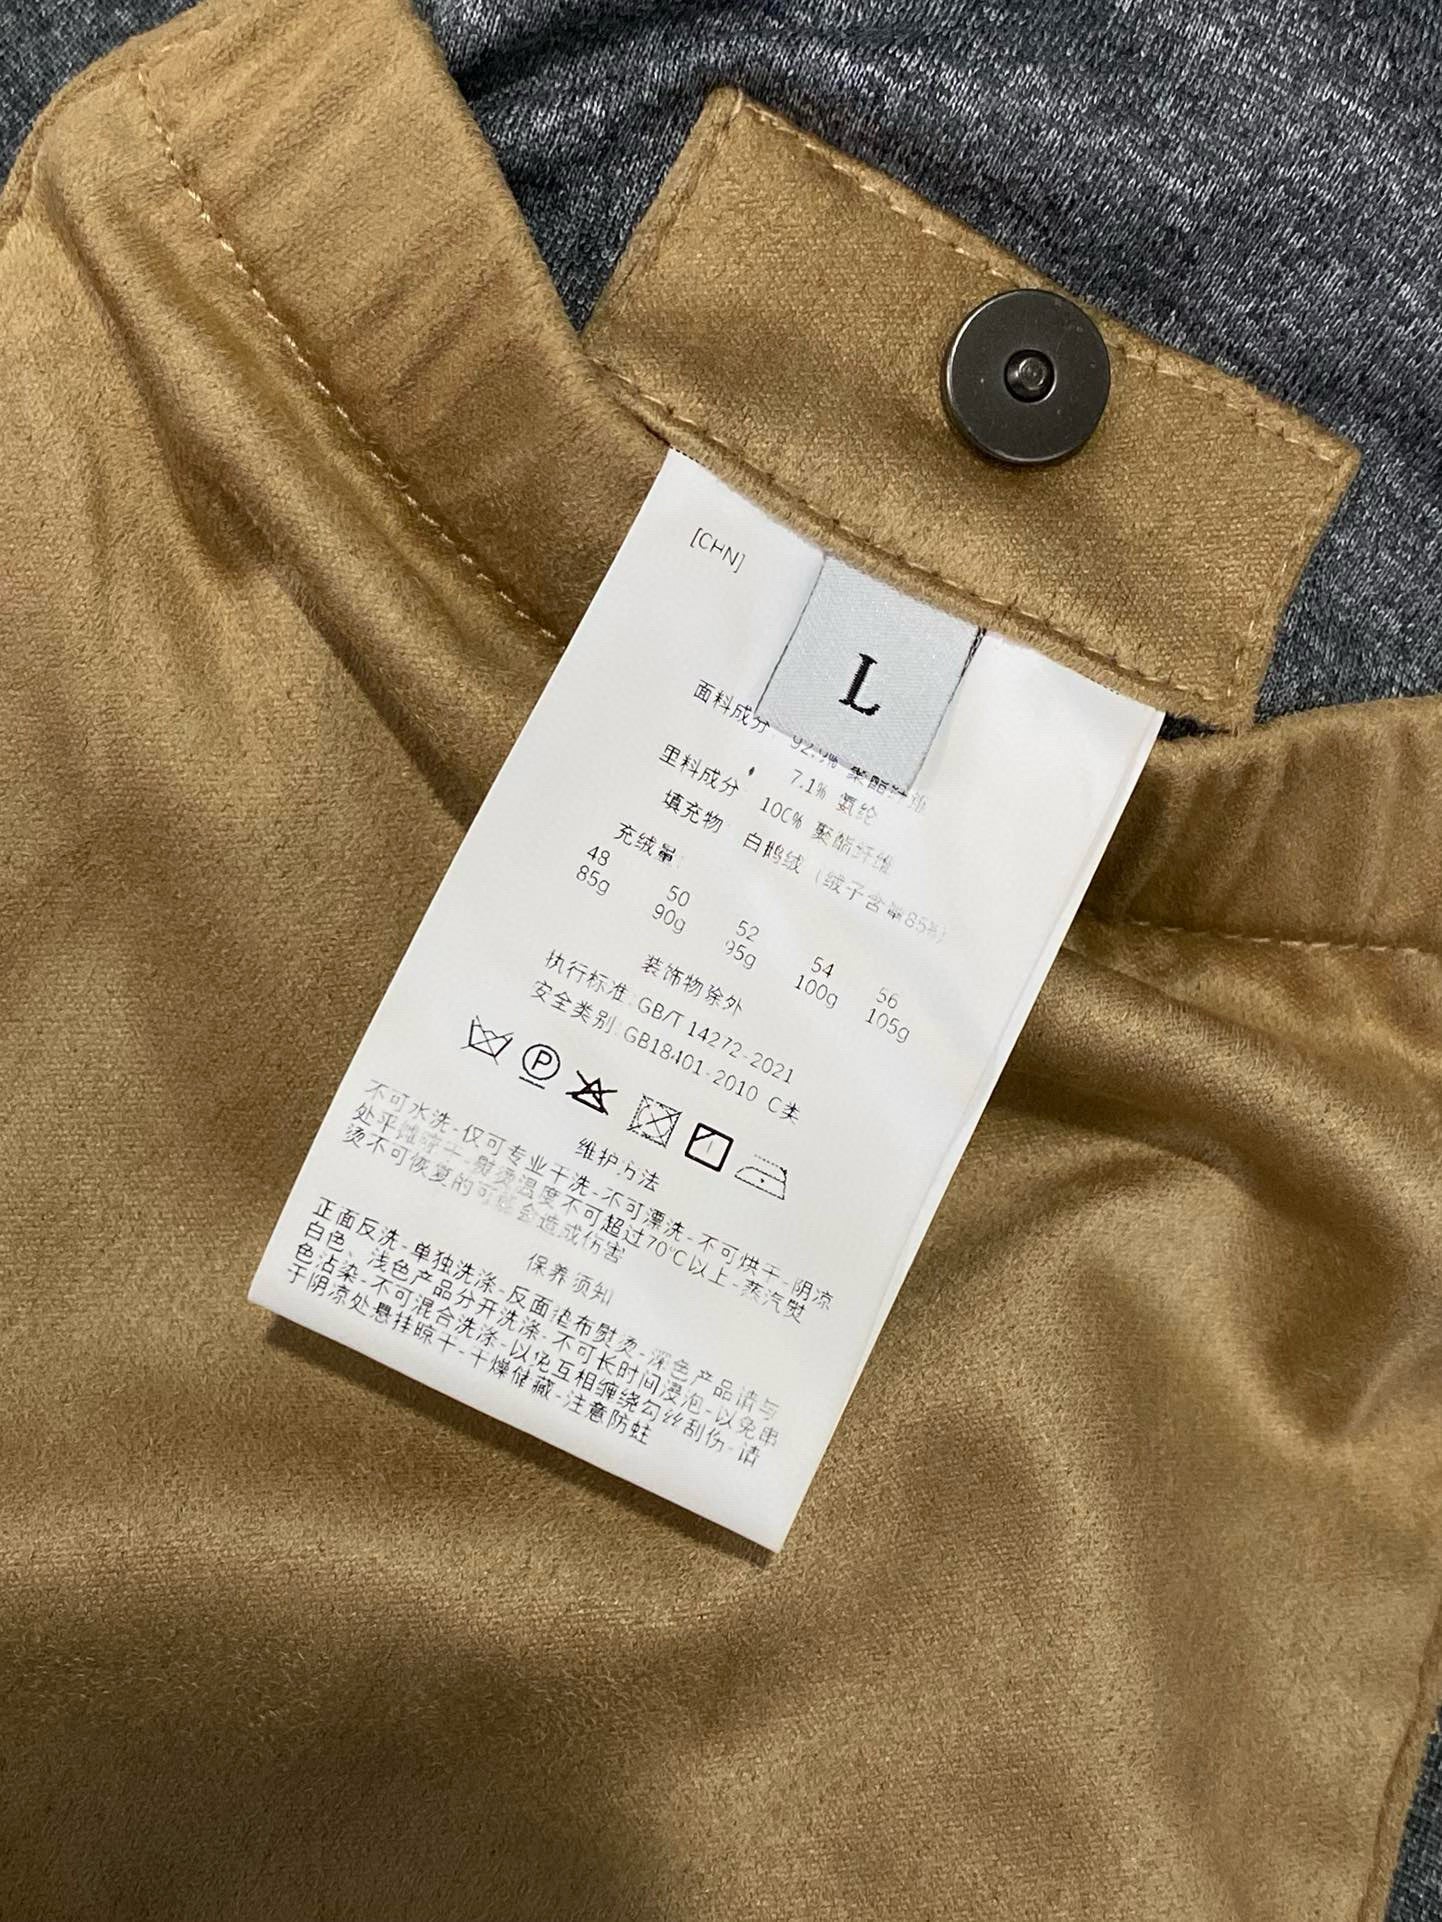 [CHN]
L
面料成分: 92.9% 聚酯纤维
7.1% 氨纶
里料成分: 100% 聚酯纤维
填充物: 白鹅绒 (绒子含量85%)
充绒量:
48 50 52 54 56
85g 90g 95g 100g 105g
装饰物除外
执行标准: GB/T 14272-2021
安全类别: GB18401-2010 C类
P
维护方法
不可水洗-仅可专业干洗-不可漂洗-不可烘干-阴凉
处平摊晾干-熨烫温度不可超过70℃以上-蒸汽熨
烫不可恢复的可能会造成伤害
保养须知
正面反洗-单独洗涤-反面垫布熨烫-深色产品请与
白色、浅色产品分开洗涤-不可长时间浸泡-以免串
色沾染-不可混合洗涤-以免互相缠绕勾丝刮伤-请
于阴凉处悬挂晾干-干燥储藏-注意防蛀